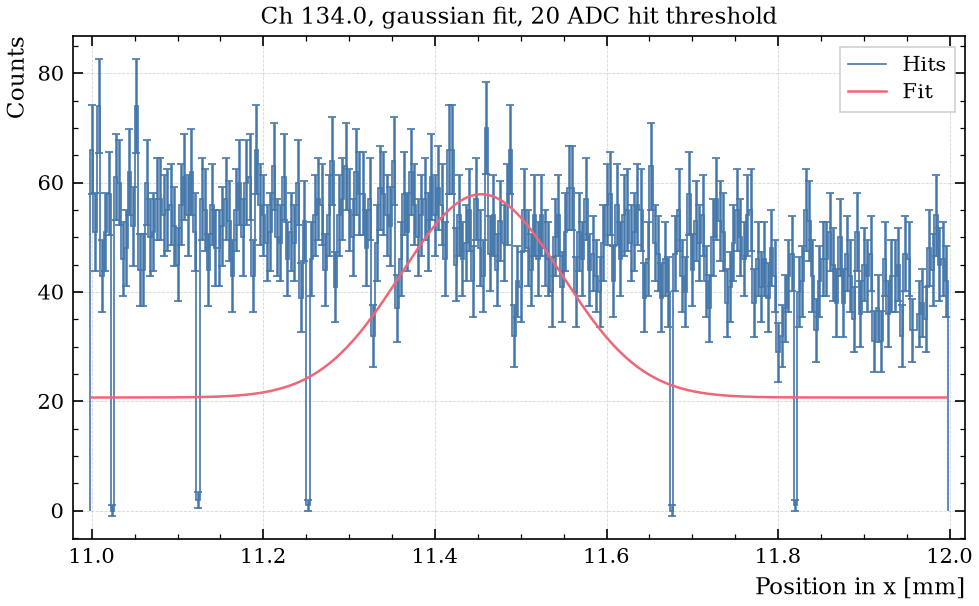 Ch 134.0, gaussian fit, 20 ADC hit threshold
Counts
Hits
Fit
80
60
40
20
0
11.0 11.2 11.4 11.6 11.8 12.0
Position in x [mm]